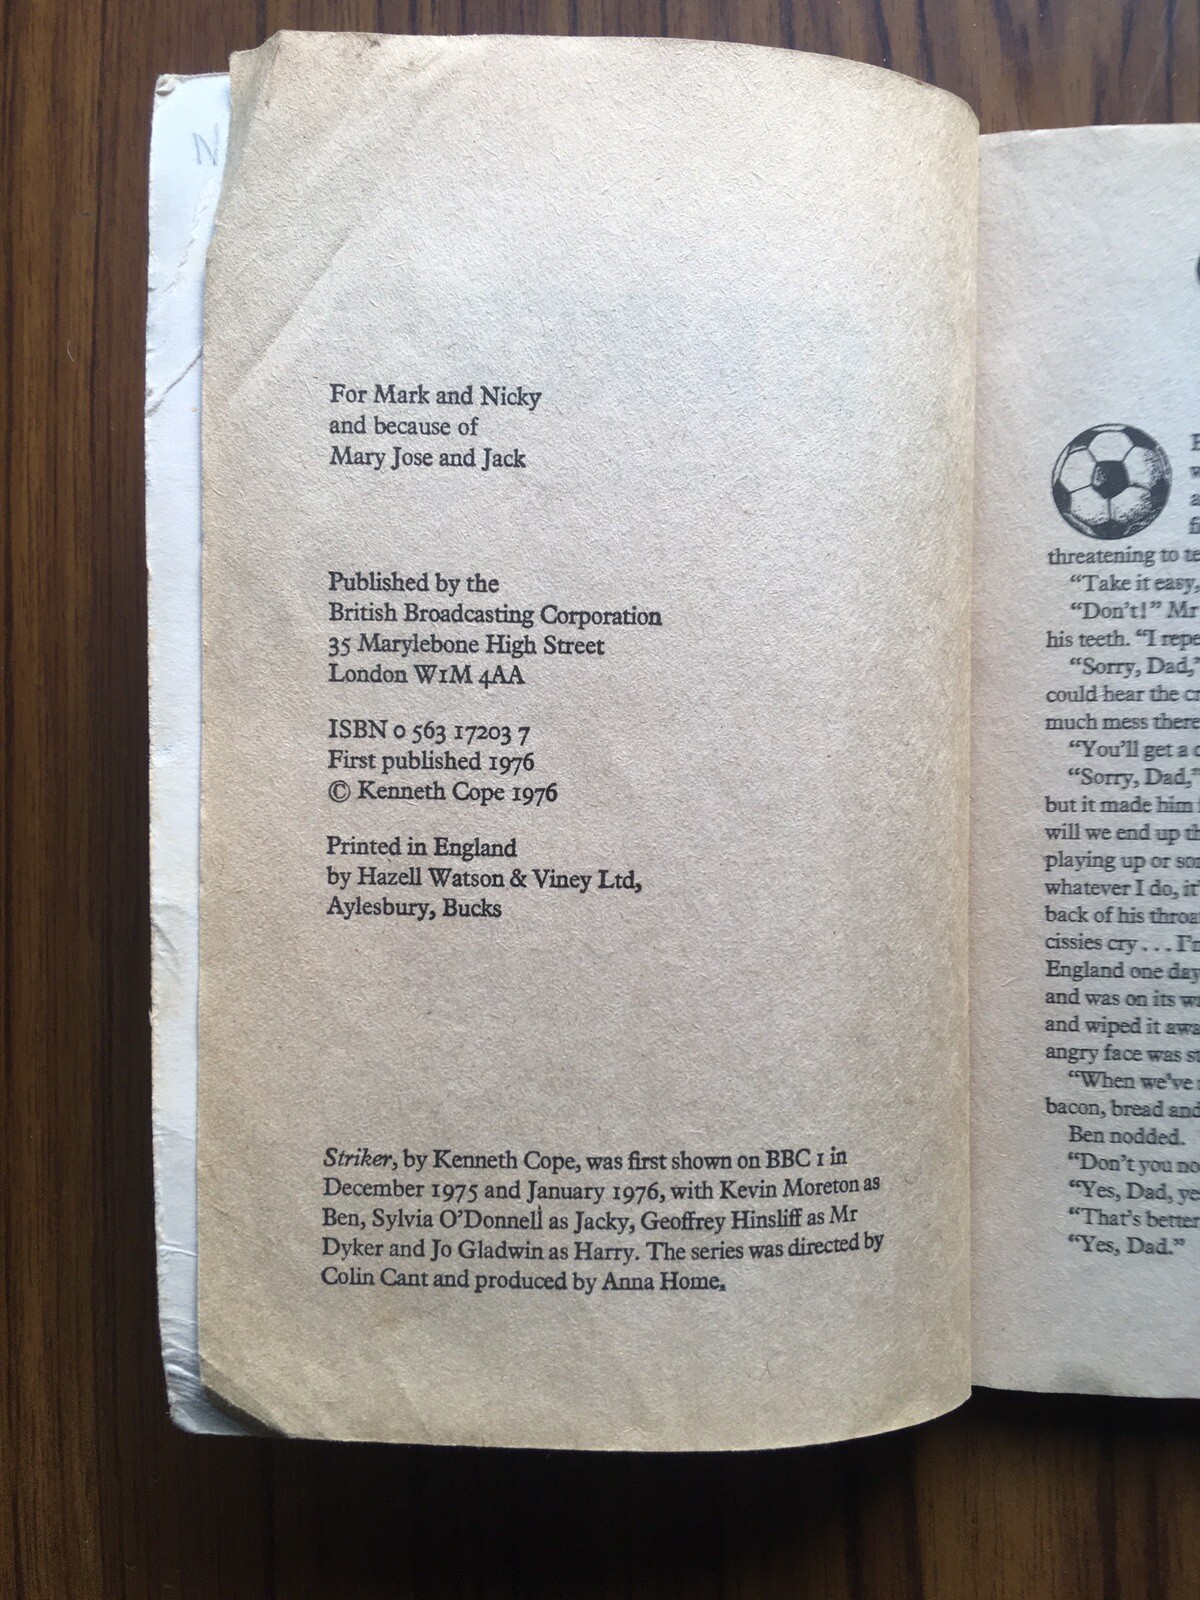 N
For Mark and Nicky
and because of
Mary Jose and Jack
Published by the
British Broadcasting Corporation
35 Marylebone High Street
London W1M 4AA
ISBN 0 563 17203 7
First published 1976
© Kenneth Cope 1976
Printed in England
by Hazell Watson & Viney Ltd,
Aylesbury, Bucks
Striker, by Kenneth Cope, was first shown on BBC 1 in
December 1975 and January 1976, with Kevin Moreton as
Ben, Sylvia O'Donnell as Jacky, Geoffrey Hinsliff as Mr
Dyker and Jo Gladwin as Harry. The series was directed by
Colin Cant and produced by Anna Home.
threatening to
“Take it easy,
“Don't!” Mr
his teeth. “I
“Sorry, Dad,”
could hear the
much mess there
“You'll get a
“Sorry, Dad,”
but it made him
will we end up
playing up or
whatever I do,
back of his
cissies cry . . .
England one day
and was on its
and wiped it
angry face was
“When we've
bacon, bread and
Ben nodded.
“Don't you
“Yes, Dad,
“That's better
“Yes, Dad.”